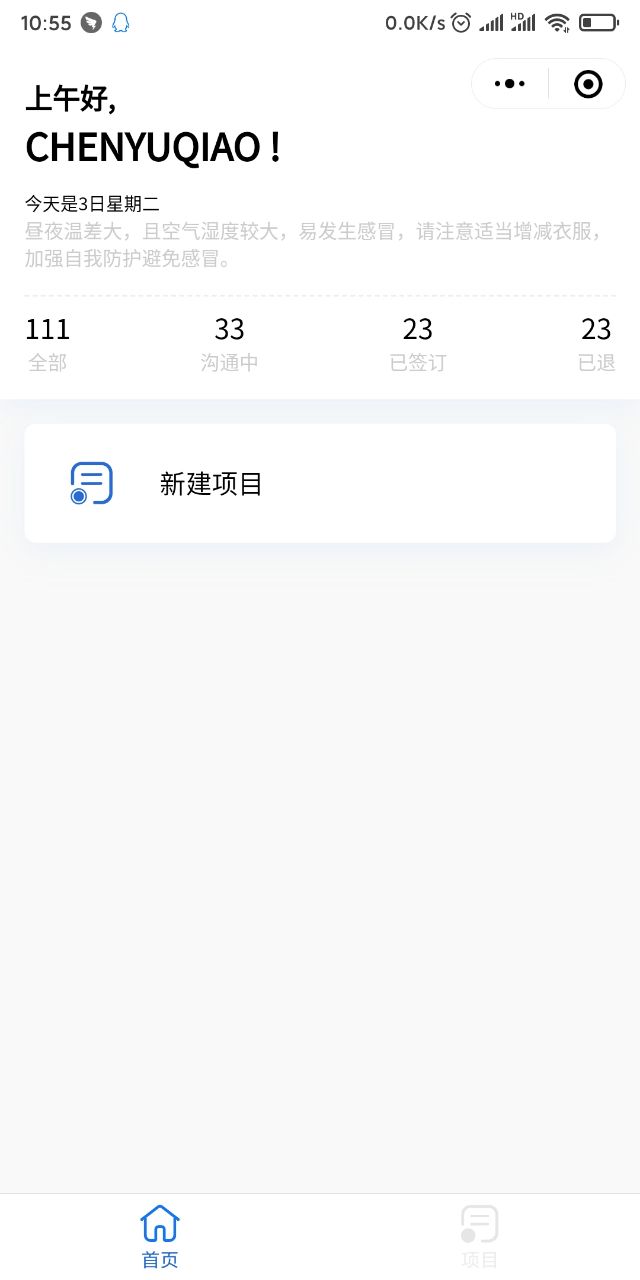 10:55
0.0K/s
HD
上午好,
CHENYUQIAO !
今天是3日星期二
昼夜温差大，且空气湿度较大，易发生感冒，请注意适当增减衣服，
加强自我防护避免感冒。
111 33 23 23
全部 沟通中 已签订 已退
新建项目
首页 项目